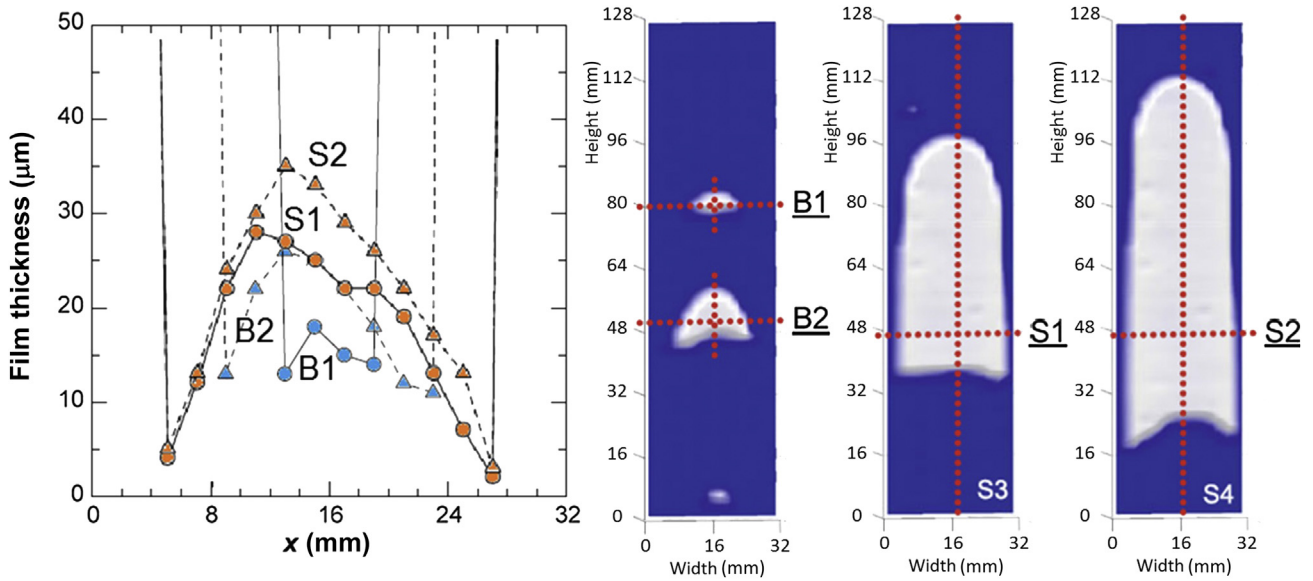 50
40
30
20
10
0
Film thickness (μm)
S2
S1
B2
B1
0 8 16 24 32
x (mm)
128
112
96
80
64
48
32
16
0
Height (mm)
B1
B2
0 16 32
Width (mm)
128
112
96
80
64
48
32
16
0
Height (mm)
S1
S3
0 16 32
Width (mm)
128
112
96
80
64
48
32
16
0
Height (mm)
S2
S4
0 16 32
Width (mm)